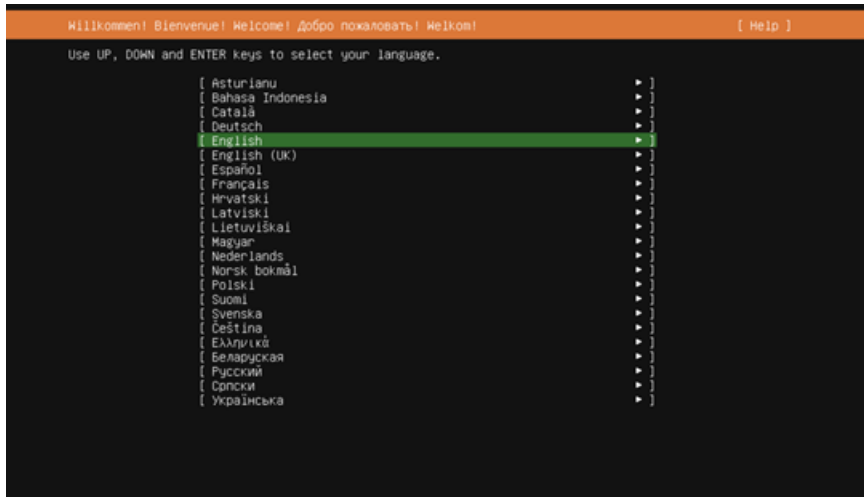 Willkommen! Bienvenue! Welcome! Добро пожаловать! Welkom! [ Help ]
Use UP, DOWN and ENTER keys to select your language.
[ Asturianu ► ]
[ Bahasa Indonesia ► ]
[ Català ► ]
[ Deutsch ► ]
[ English ► ]
[ English (UK) ► ]
[ Español ► ]
[ Français ► ]
[ Hrvatski ► ]
[ Latviski ► ]
[ Lietuviškai ► ]
[ Magyar ► ]
[ Nederlands ► ]
[ Norsk bokmål ► ]
[ Polski ► ]
[ Suomi ► ]
[ Svenska ► ]
[ Čeština ► ]
[ Ελληνικά ► ]
[ Беларуская ► ]
[ Русский ► ]
[ Српски ► ]
[ Українська ► ]